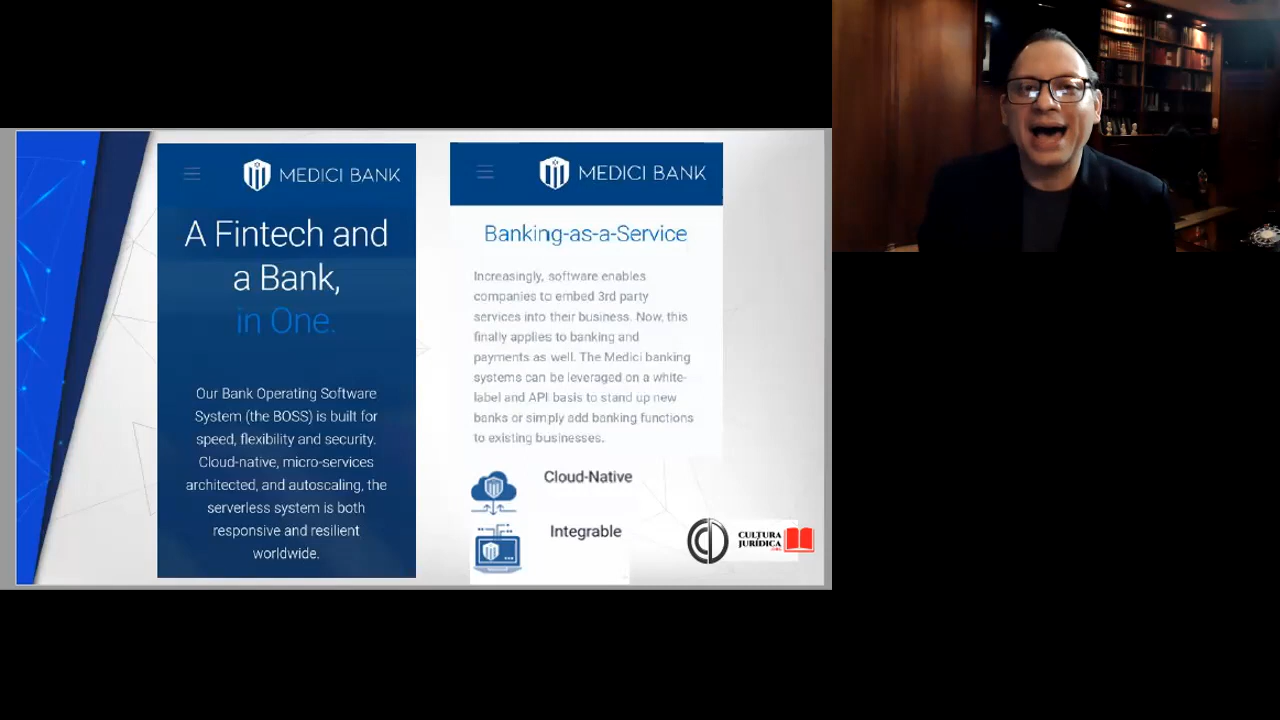 MEDICI BANK
A Fintech and
a Bank,
in One.
Our Bank Operating Software
System (the BOSS) is built for
speed, flexibility and security.
Cloud-native, micro-services
architected, and autoscaling, the
serverless system is both
responsive and resilient
worldwide.
MEDICI BANK
Banking-as-a-Service
Increasingly, software enables
companies to embed 3rd party
services into their business. Now, this
finally applies to banking and
payments as well. The Medici banking
systems can be leveraged on a white-
label and API basis to stand up new
banks or simply add banking functions
to existing businesses.
Cloud-Native
Integrable
CULTURA
JURÍDICA